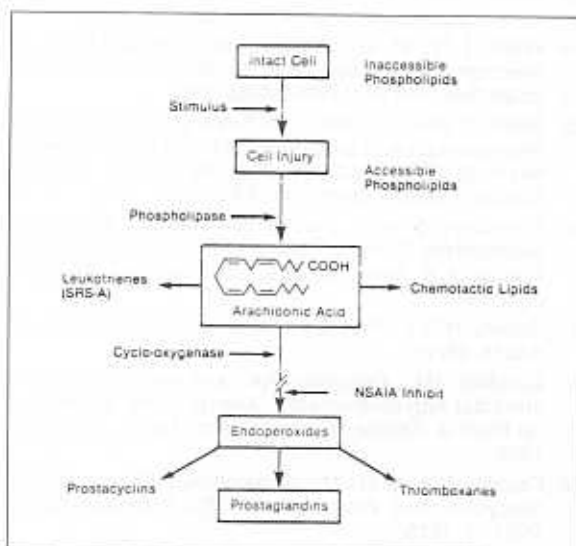 Intact Cell
Inaccessible
Phospholipids
Stimulus
Cell Injury
Accessible
Phospholipids
Phospholipase
COOH
Leukotrienes
(SRS-A)
Arachidonic Acid
Chemotactic Lipids
Cyclo-oxygenase
NSAIA Inhibit
Endoperoxides
Prostacyclins
Prostaglandins
Thromboxanes